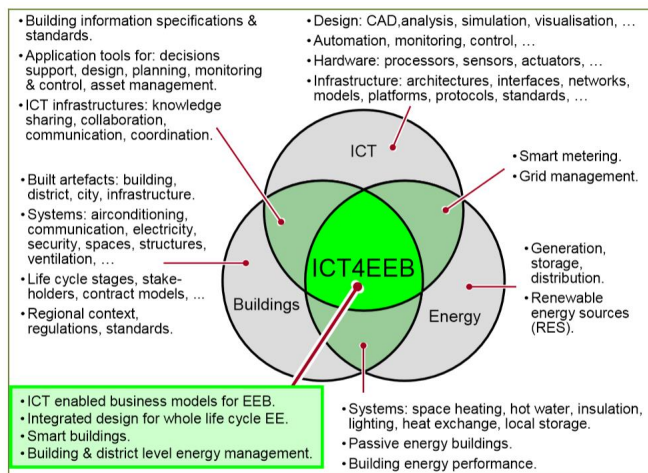 • Building information specifications &
standards.
• Application tools for: decisions
support, design, planning, monitoring
& control, asset management.
• ICT infrastructures: knowledge
sharing, collaboration,
communication, coordination.
• Design: CAD,analysis, simulation, visualisation, ...
• Automation, monitoring, control, ...
• Hardware: processors, sensors, actuators, ...
• Infrastructure: architectures, interfaces, networks,
models, platforms, protocols, standards, ...
ICT
• Smart metering.
• Grid management.
• Built artefacts: building,
district, city, infrastructure.
• Systems: airconditioning,
communication, electricity,
security, spaces, structures,
ventilation, ...
• Life cycle stages, stake-
holders, contract models, ...
• Regional context,
regulations, standards.
ICT4EEB
Buildings
Energy
• Generation,
storage,
distribution.
• Renewable
energy sources
(RES).
• ICT enabled business models for EEB.
• Integrated design for whole life cycle EE.
• Smart buildings.
• Building & district level energy management.
• Systems: space heating, hot water, insulation,
lighting, heat exchange, local storage.
• Passive energy buildings.
• Building energy performance.